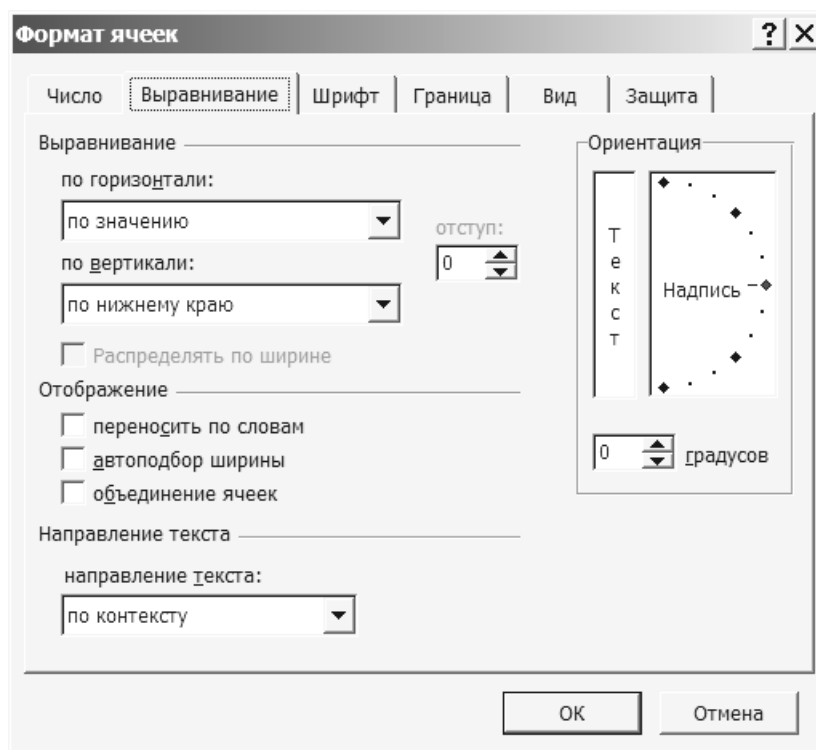 Формат ячеек
Число Выравнивание Шрифт Граница Вид Защита
Выравнивание
по горизонтали:
по значению
отступ:
0
по вертикали:
по нижнему краю
Распределять по ширине
Отображение
переносить по словам
автоподбор ширины
объединение ячеек
Направление текста
направление текста:
по контексту
Ориентация
Текст
Надпись
0 градусов
ОК Отмена